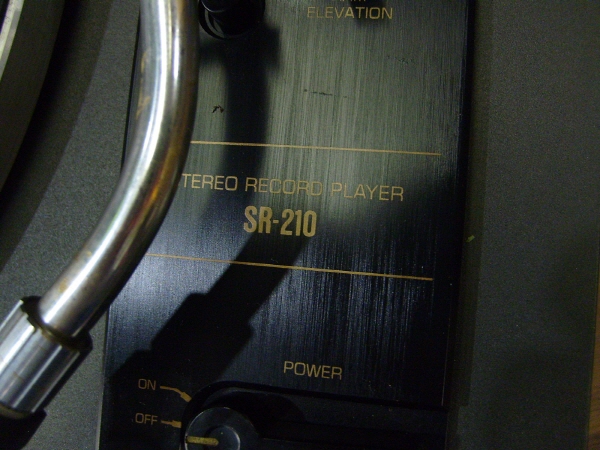 ELEVATION
TEREO RECORD PLAYER
SR-210
POWER
ON
OFF